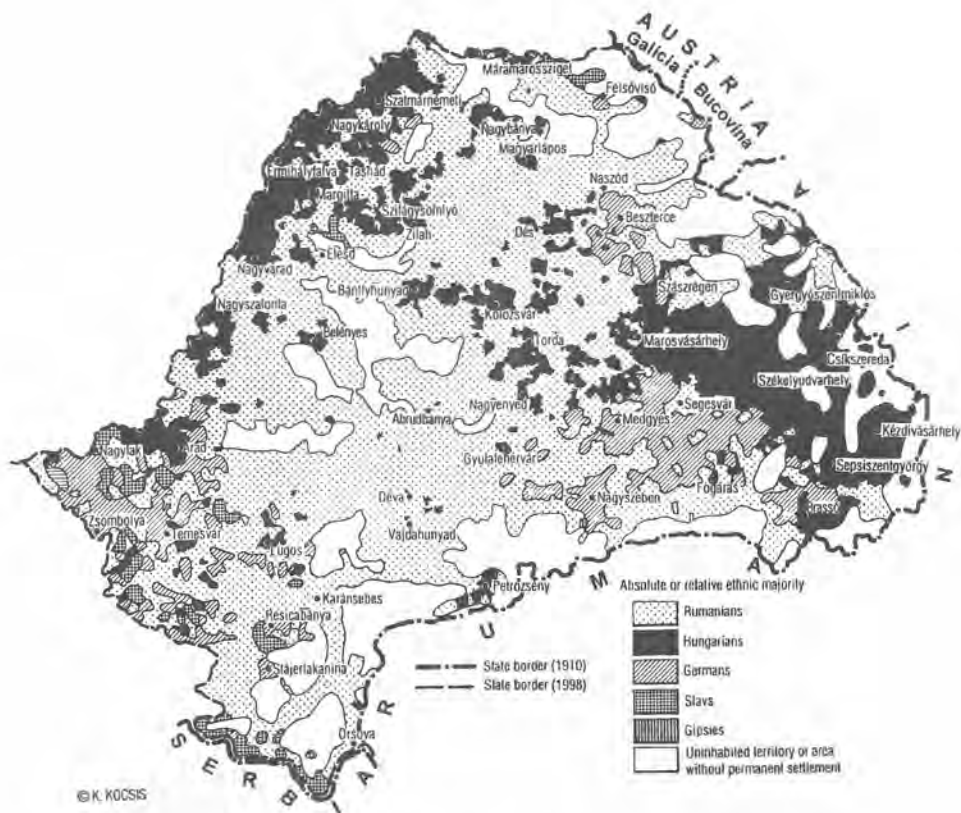 AUSTRIA
Galicia
Bucovina
Máramarossziget
Felsővisó
Szatmárnémeti
Nagykároly
Nagybánya
Magyarlápos
Érmihályfalva
Tasnád
Naszód
Margitta
Szilágysomlyó
Beszterce
Zilah
Dés
Élesd
Nagyvárad
Szászrégen
Gyergyószentmiklós
Bánffyhunyad
Nagyszalonta
Kolozsvár
Belényes
Torda
Marosvásárhely
Csíkszereda
Székelyudvarhely
Nagyenyed
Segesvár
Abrudbánya
Medgyes
Kézdivásárhely
Nagylak
Arad
Gyulafehérvár
Sepsiszentgyörgy
Fogaras
Déva
Nagyszeben
Brassó
Zsombolya
Temesvár
Vajdahunyad
Lugos
Petrozsény
Karánsebes
Resicabánya
Stájerlakanina
Orsova
RUMANIA
SERBIA
Absolute or relative ethnic majority
Rumanians
Hungarians
Germans
Slavs
Gipsies
Uninhabited territory or area
without permanent settlement
State border (1910)
State border (1998)
© K. KOCSIS